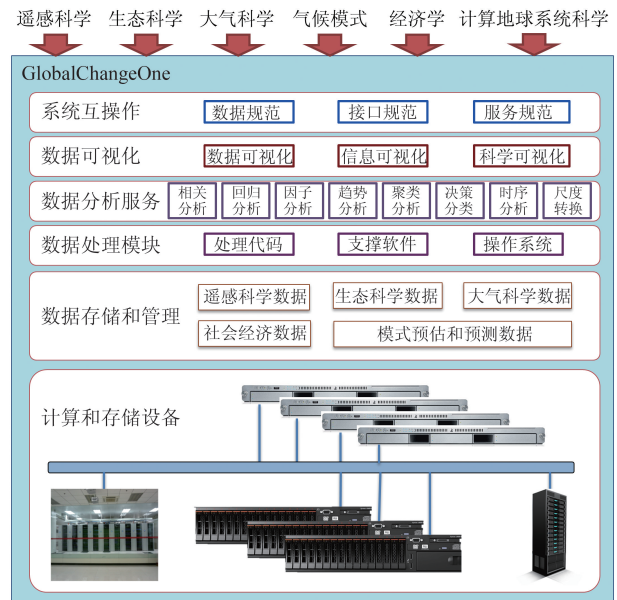 遥感科学 生态科学 大气科学 气候模式 经济学 计算地球系统科学
GlobalChangeOne
系统互操作 数据规范 接口规范 服务规范
数据可视化 数据可视化 信息可视化 科学可视化
数据分析服务 相关分析 回归分析 因子分析 趋势分析 聚类分析 决策分类 时序分析 尺度转换
数据处理模块 处理代码 支撑软件 操作系统
数据存储和管理
遥感科学数据 生态科学数据 大气科学数据
社会经济数据 模式预估和预测数据
计算和存储设备